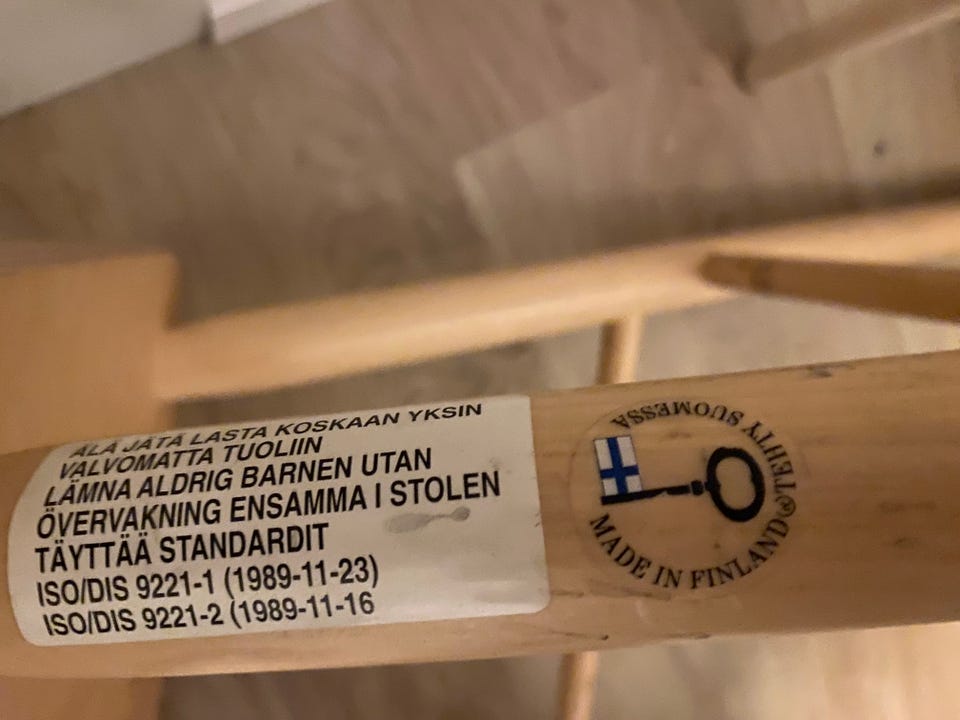 ÄLÄ JÄTÄ LASTA KOSKAAN YKSIN
VALVOMATTA TUOLIIN
LÄMNA ALDRIG BARNEN UTAN
ÖVERVAKNING ENSAMMA I STOLEN
TÄYTTÄÄ STANDARDIT
ISO/DIS 9221-1 (1989-11-23)
ISO/DIS 9221-2 (1989-11-16
MADE IN FINLAND®TEHTY SUOMESSA